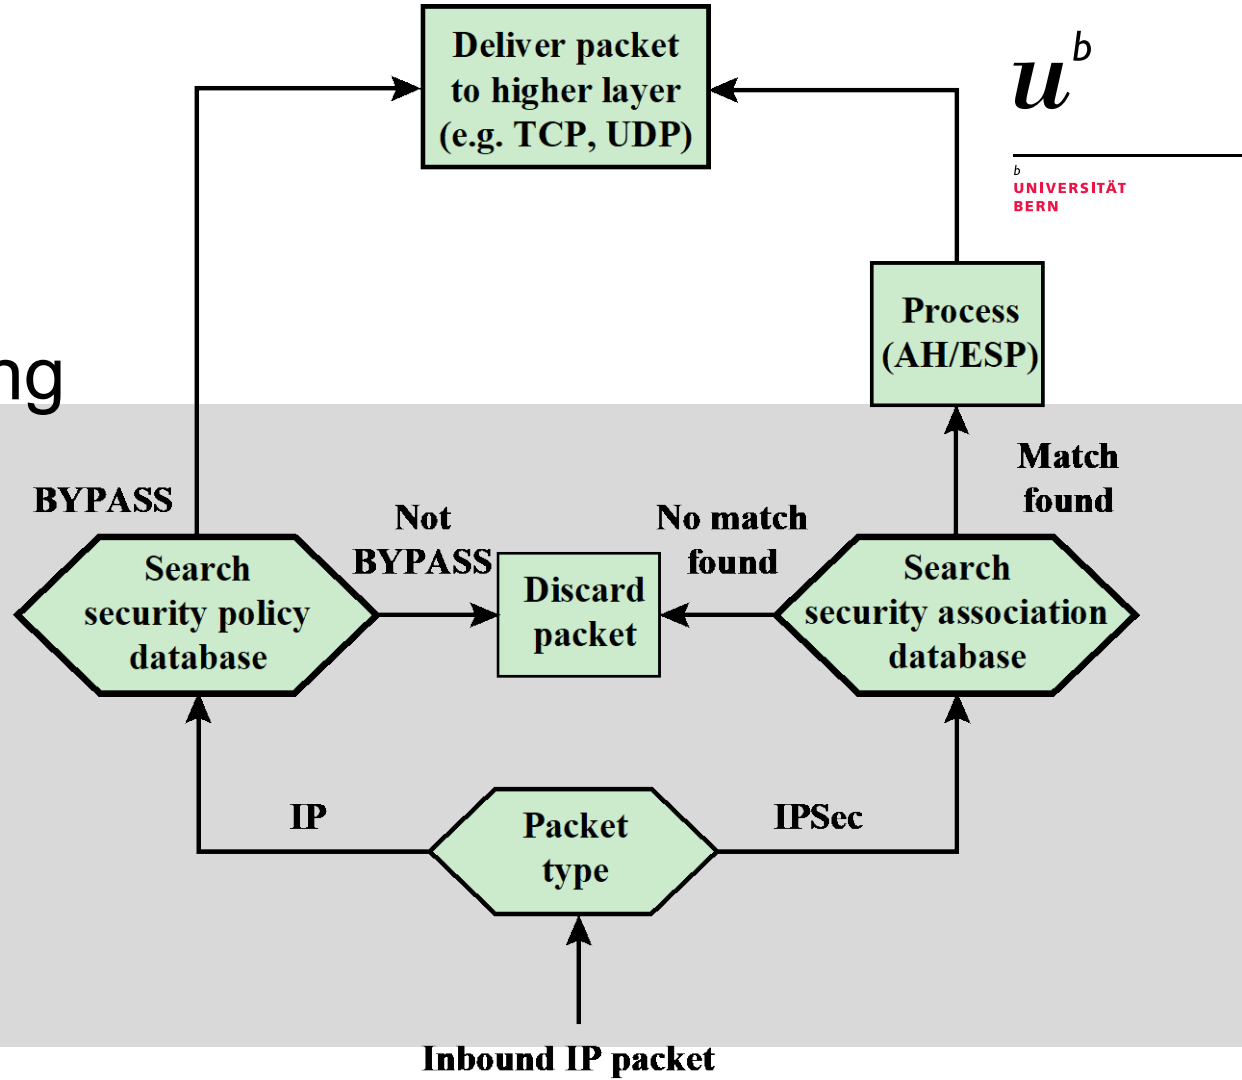 Deliver packet
to higher layer
(e.g. TCP, UDP)
u^b
b
UNIVERSITÄT
BERN
Process
(AH/ESP)
ng
Match
found
BYPASS
Not
BYPASS
No match
found
Search
security policy
database
Discard
packet
Search
security association
database
IP
Packet
type
IPSec
Inbound IP packet